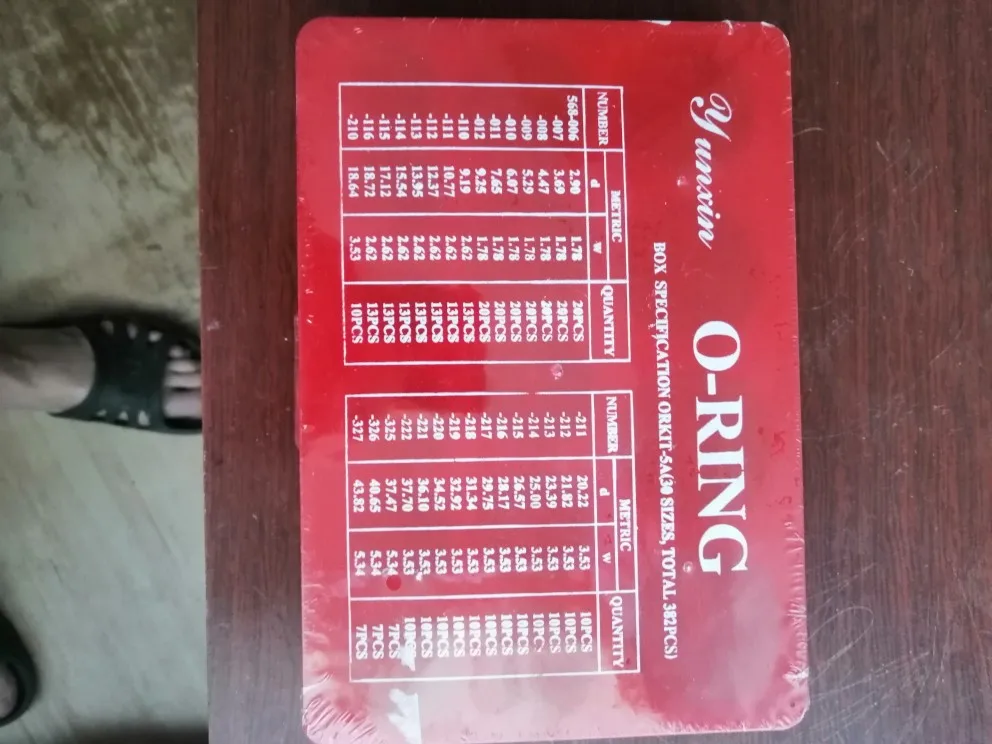 Yunxin O-RING
BOX SPECIFICATION ORKIT-5A(30 SIZES, TOTAL 382PCS)
NUMBER METRIC QUANTITY
d w
568-006 2.90 1.78 20PCS
-007 3.69 1.78 20PCS
-008 4.47 1.78 20PCS
-009 5.29 1.78 20PCS
-010 6.07 1.78 20PCS
-011 7.65 1.78 20PCS
-012 9.25 1.78 20PCS
-110 9.19 2.62 13PCS
-111 10.77 2.62 13PCS
-112 12.37 2.62 13PCS
-113 13.95 2.62 13PCS
-114 15.54 2.62 13PCS
-115 17.12 2.62 13PCS
-116 18.72 2.62 13PCS
-210 18.64 3.53 10PCS
NUMBER METRIC QUANTITY
d w
-211 20.22 3.53 10PCS
-212 21.82 3.53 10PCS
-213 23.39 3.53 10PCS
-214 25.00 3.53 10PCS
-215 26.57 3.53 10PCS
-216 28.17 3.53 10PCS
-217 29.75 3.53 10PCS
-218 31.34 3.53 10PCS
-219 32.92 3.53 10PCS
-220 34.52 3.53 10PCS
-221 36.10 3.53 10PCS
-222 37.70 3.53 10PCS
-325 37.47 5.34 7PCS
-326 40.65 5.34 7PCS
-327 43.82 5.34 7PCS